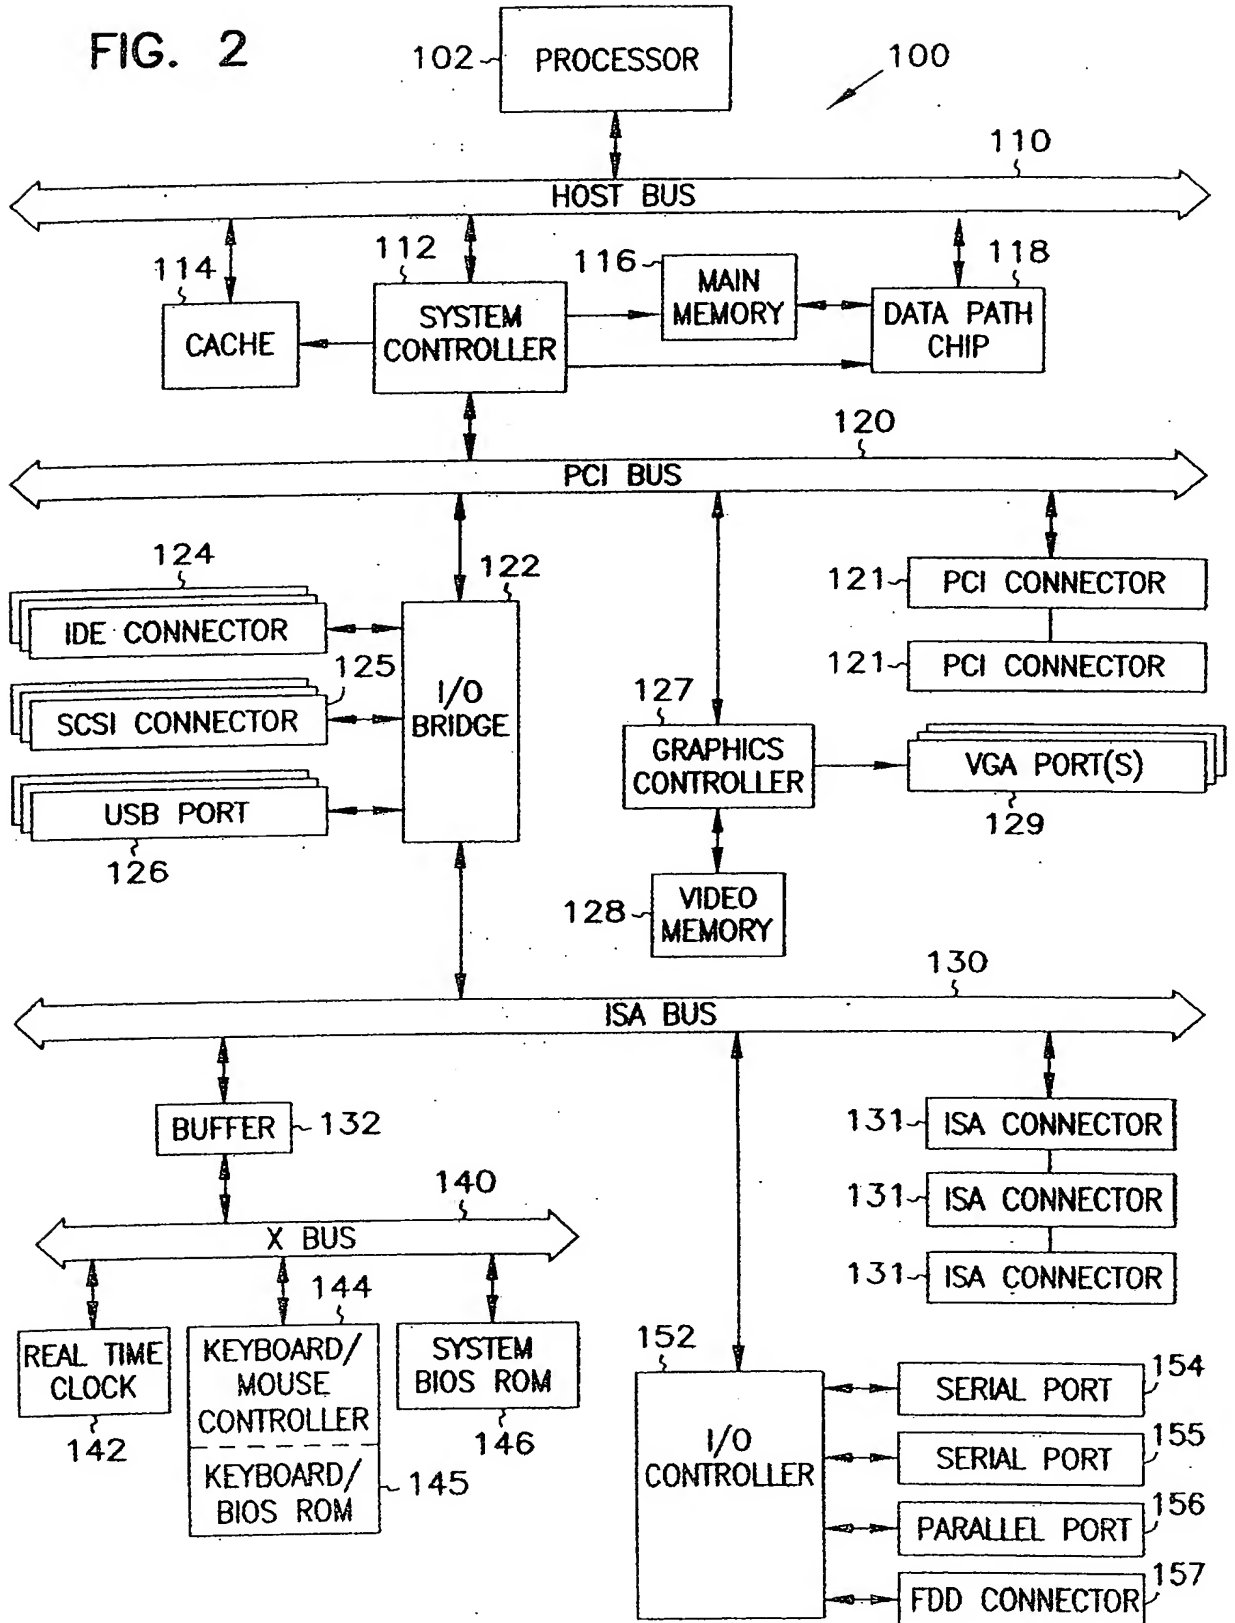 FIG. 2
102
PROCESSOR
100
110
HOST BUS
114
CACHE
112
SYSTEM
CONTROLLER
116
MAIN
MEMORY
118
DATA PATH
CHIP
120
PCI BUS
124
IDE CONNECTOR
125
SCSI CONNECTOR
USB PORT
126
122
I/O
BRIDGE
127
GRAPHICS
CONTROLLER
128
VIDEO
MEMORY
121
PCI CONNECTOR
121
PCI CONNECTOR
VGA PORT(S)
129
130
ISA BUS
BUFFER
132
140
X BUS
REAL TIME
CLOCK
142
144
KEYBOARD/
MOUSE
CONTROLLER
KEYBOARD/
BIOS ROM
145
SYSTEM
BIOS ROM
146
131
ISA CONNECTOR
131
ISA CONNECTOR
131
ISA CONNECTOR
152
I/O
CONTROLLER
SERIAL PORT
154
SERIAL PORT
155
PARALLEL PORT
156
FDD CONNECTOR
157